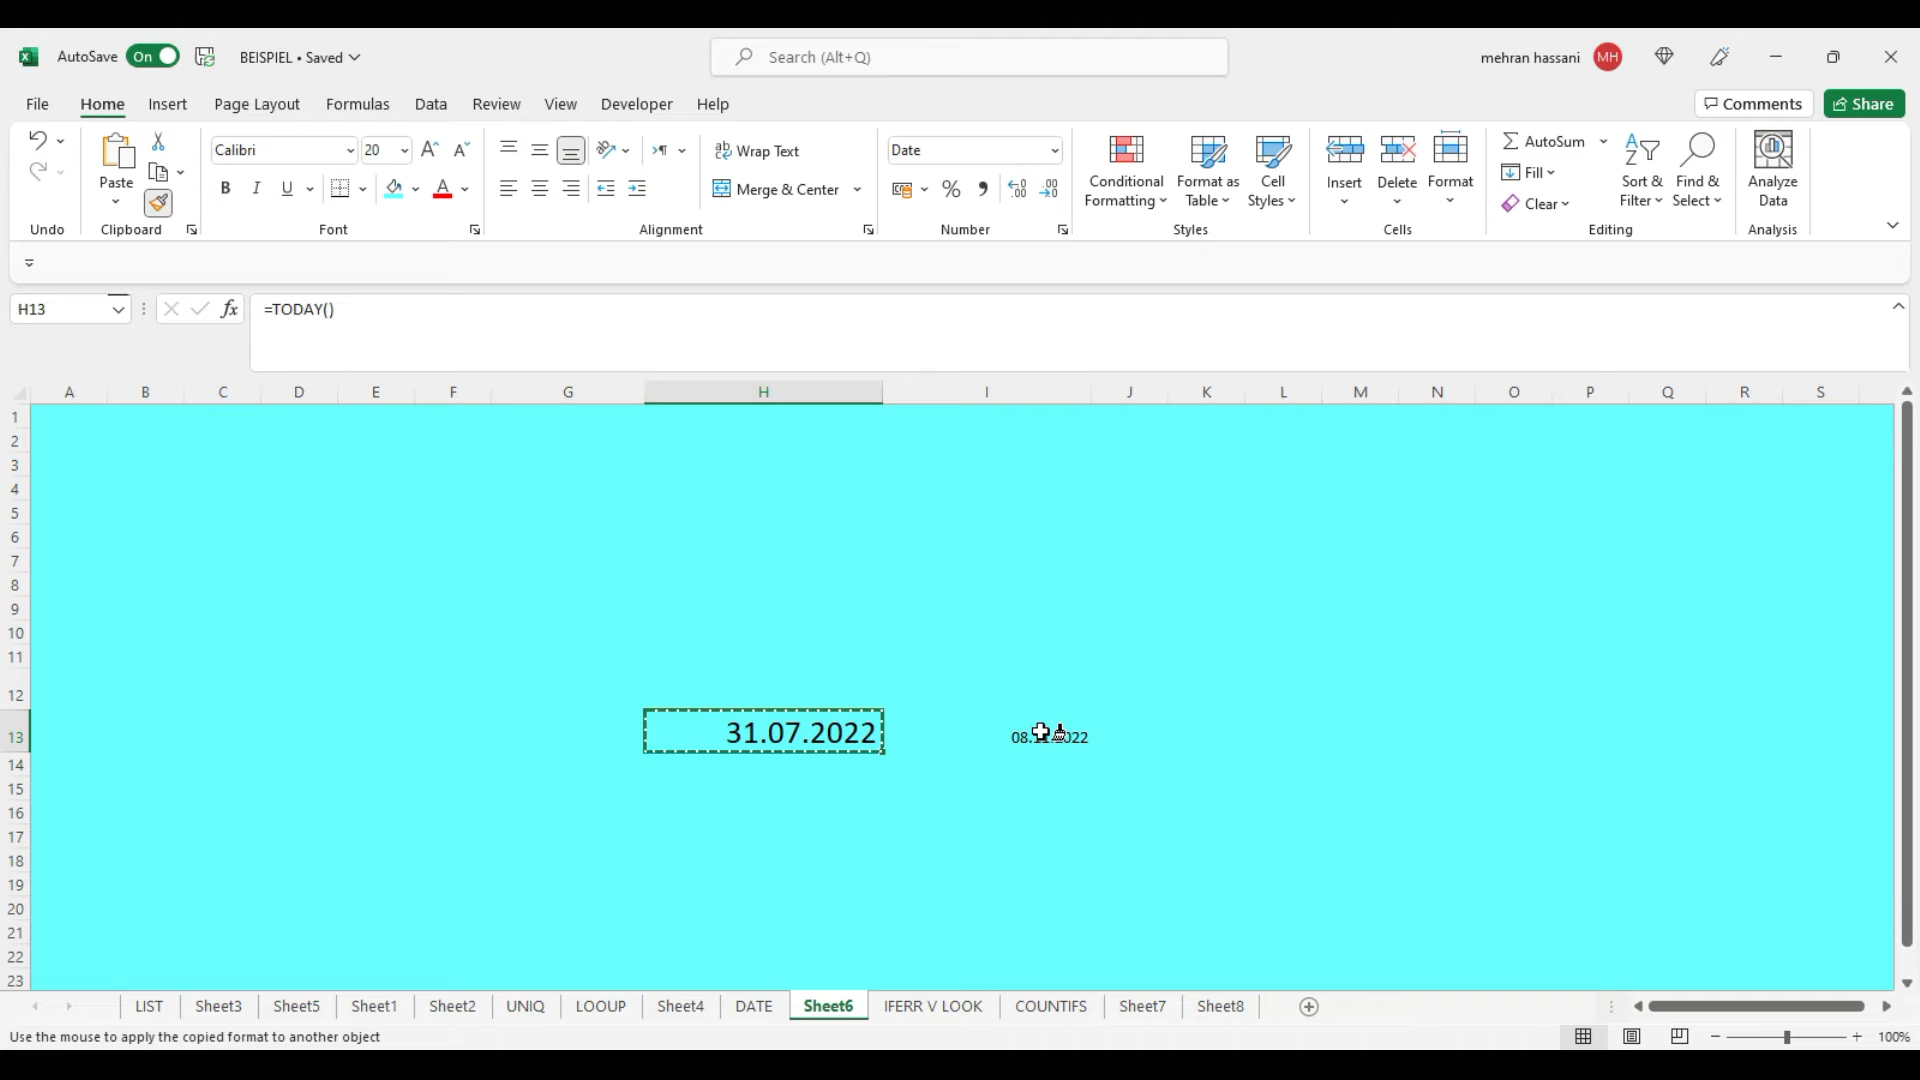 AutoSave On BEISPIEL • Saved Search (Alt+Q) mehran hassani MH
File Home Insert Page Layout Formulas Data Review View Developer Help Comments Share
Calibri 20 Wrap Text Date AutoSum
Paste B I U Merge & Center % Conditional Formatting Format as Table Cell Styles Insert Delete Format Fill Clear Sort & Filter Find & Select Analyze Data
Undo Clipboard Font Alignment Number Styles Cells Editing Analysis
H13 fx =TODAY()
A B C D E F G H I J K L M N O P Q R S
1
2
3
4
5
6
7
8
9
10
11
12
13 31.07.2022
14
15
16
17
18
19
20
21
22
23
LIST Sheet3 Sheet5 Sheet1 Sheet2 UNIQ LOOUP Sheet4 DATE Sheet6 IFERR V LOOK COUNTIFS Sheet7 Sheet8
Use the mouse to apply the copied format to another object 100%